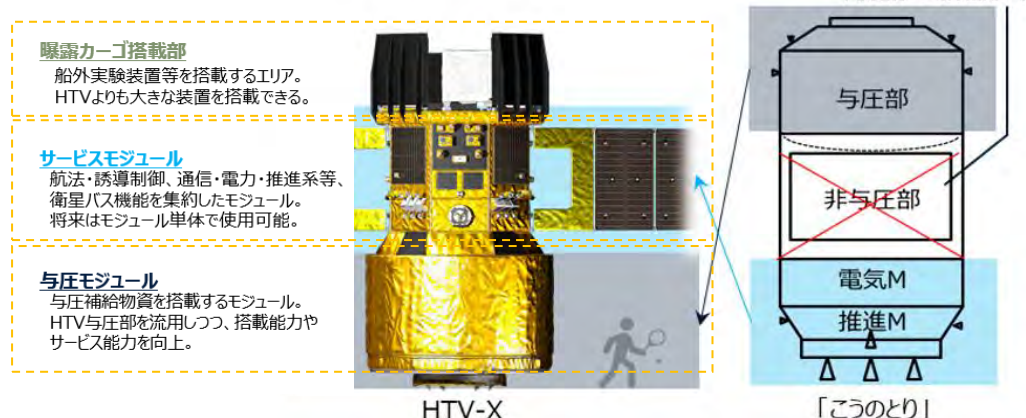 曝露カーゴ搭載部
船外実験装置等を搭載するエリア。
HTVよりも大きな装置を搭載できる。
サービスモジュール
航法・誘導制御、通信・電力・推進系等、
衛星バス機能を集約したモジュール。
将来はモジュール単体で使用可能。
与圧モジュール
与圧補給物資を搭載するモジュール。
HTV与圧部を流用しつつ、搭載能力や
サービス能力を向上。
HTV-X
与圧部
非与圧部
電気M
推進M
「こうのとり」